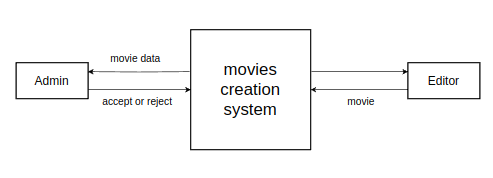 movie data
Admin
accept or reject
movies
creation
system
Editor
movie